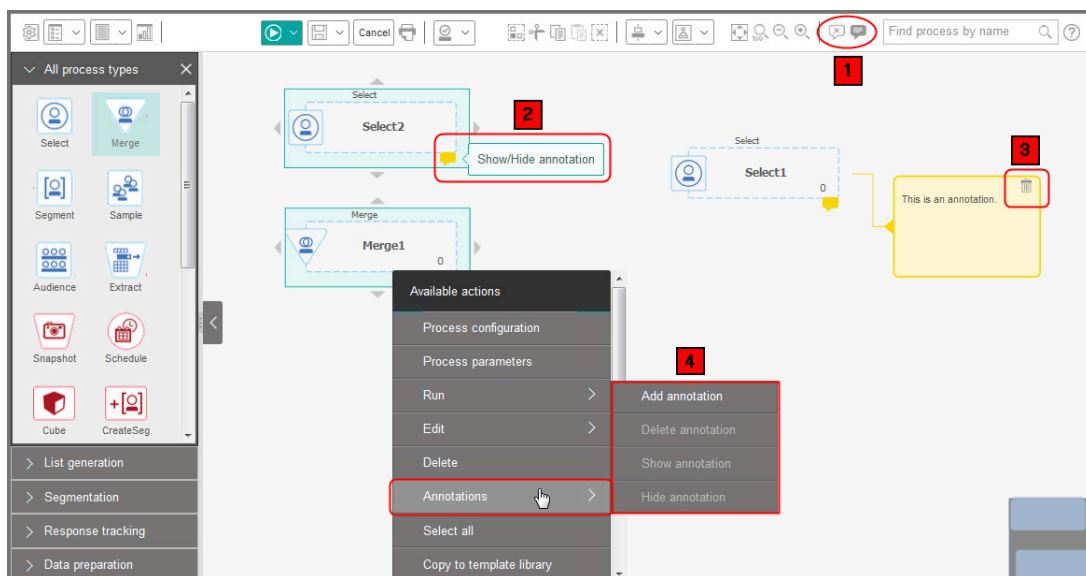 Cancel
100
Find process by name
All process types
Select
Merge
Segment
Sample
Audience
Extract
Snapshot
Schedule
Cube
CreateSeg
List generation
Segmentation
Response tracking
Data preparation
1
Select
Select2
2
Show/Hide annotation
Merge
Merge1
0
Select
Select1
0
3
This is an annotation.
Available actions
Process configuration
Process parameters
Run
Edit
Delete
Annotations
Select all
Copy to template library
4
Add annotation
Delete annotation
Show annotation
Hide annotation